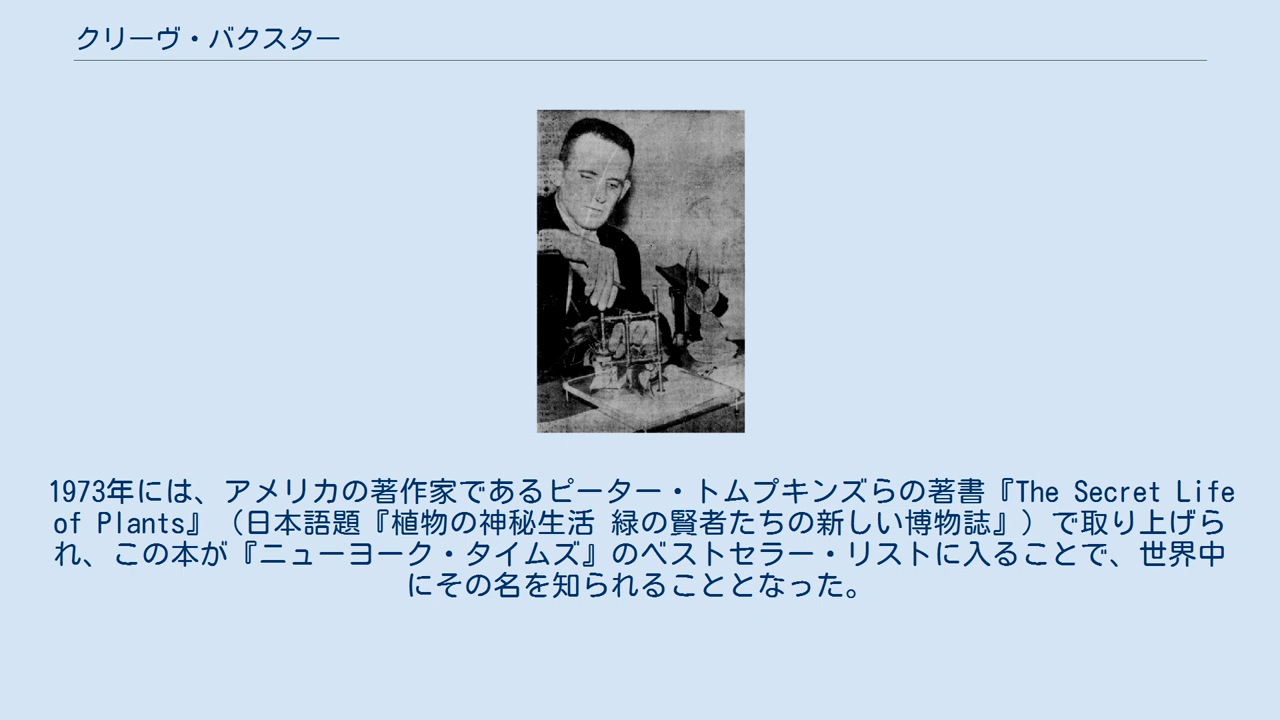 クリーヴ・バクスター
1973年には、アメリカの著作家であるピーター・トムプキンズらの著書『The Secret Life
of Plants』（日本語題『植物の神秘生活 緑の賢者たちの新しい博物誌』）で取り上げら
れ、この本が『ニューヨーク・タイムズ』のベストセラー・リストに入ることで、世界中
にその名を知られることとなった。